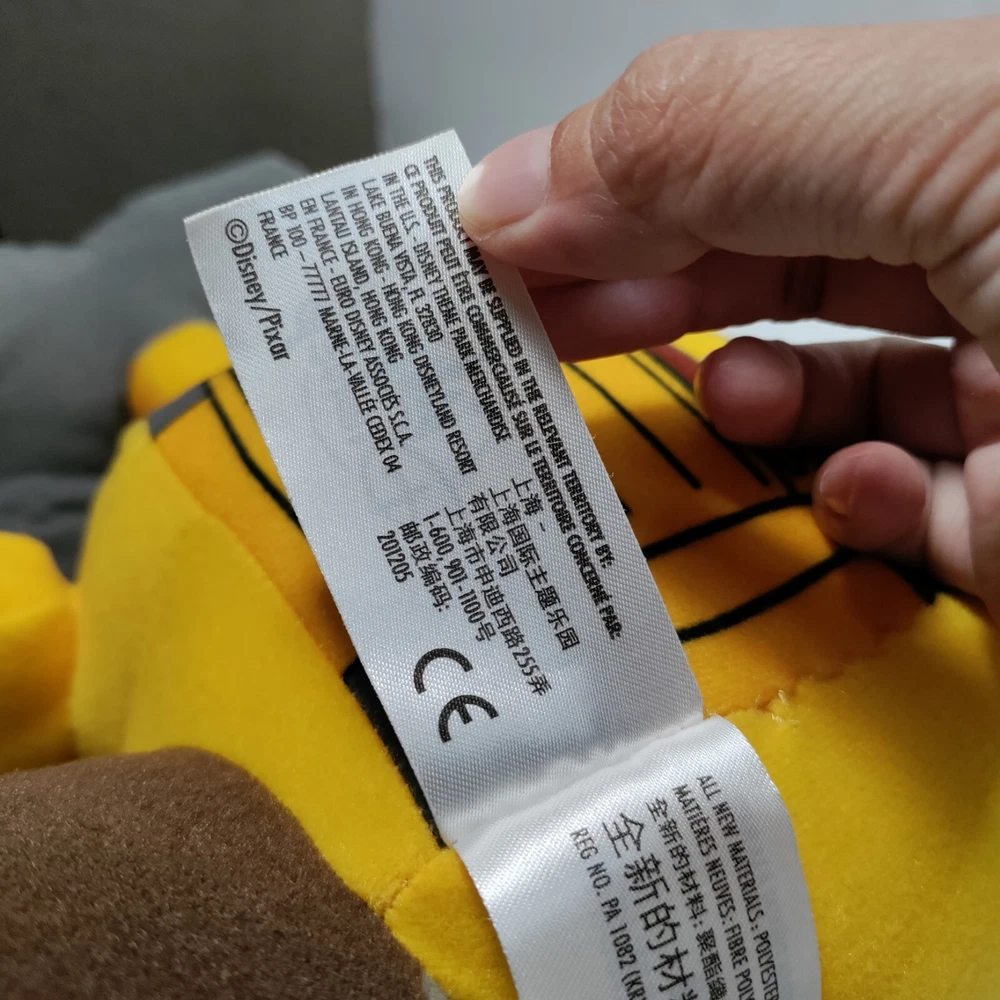 THIS PRODUCT MAY BE SUPPLIED IN THE RELEVANT TERRITORY BY:
CE PRODUIT PEUT ETRE COMMERCIALISÉ SUR LE TERRITOIRE CONCERNÉ PAR:
IN THE U.S. - DISNEY THEME PARK MERCHANDISE
LAKE BUENA VISTA, FL 32830
IN HONG KONG - HONG KONG DISNEYLAND RESORT
LANTAU ISLAND, HONG KONG
EN FRANCE - EURO DISNEY ASSOCIÉS S.C.A.
BP 100 - 77777 MARNE-LA-VALLÉE CEDEX 04
FRANCE
©Disney/Pixar
上海 -
上海国际主题乐园
有限公司
上海市申迪西路255弄
1-600, 901-1100号
邮政编码:
201205
CE
ALL NEW MATERIALS: POLYESTER
MATIÈRES NEUVES: FIBRE
全新的材料: 聚酯纖
全新的材
REG NO. PA 1082